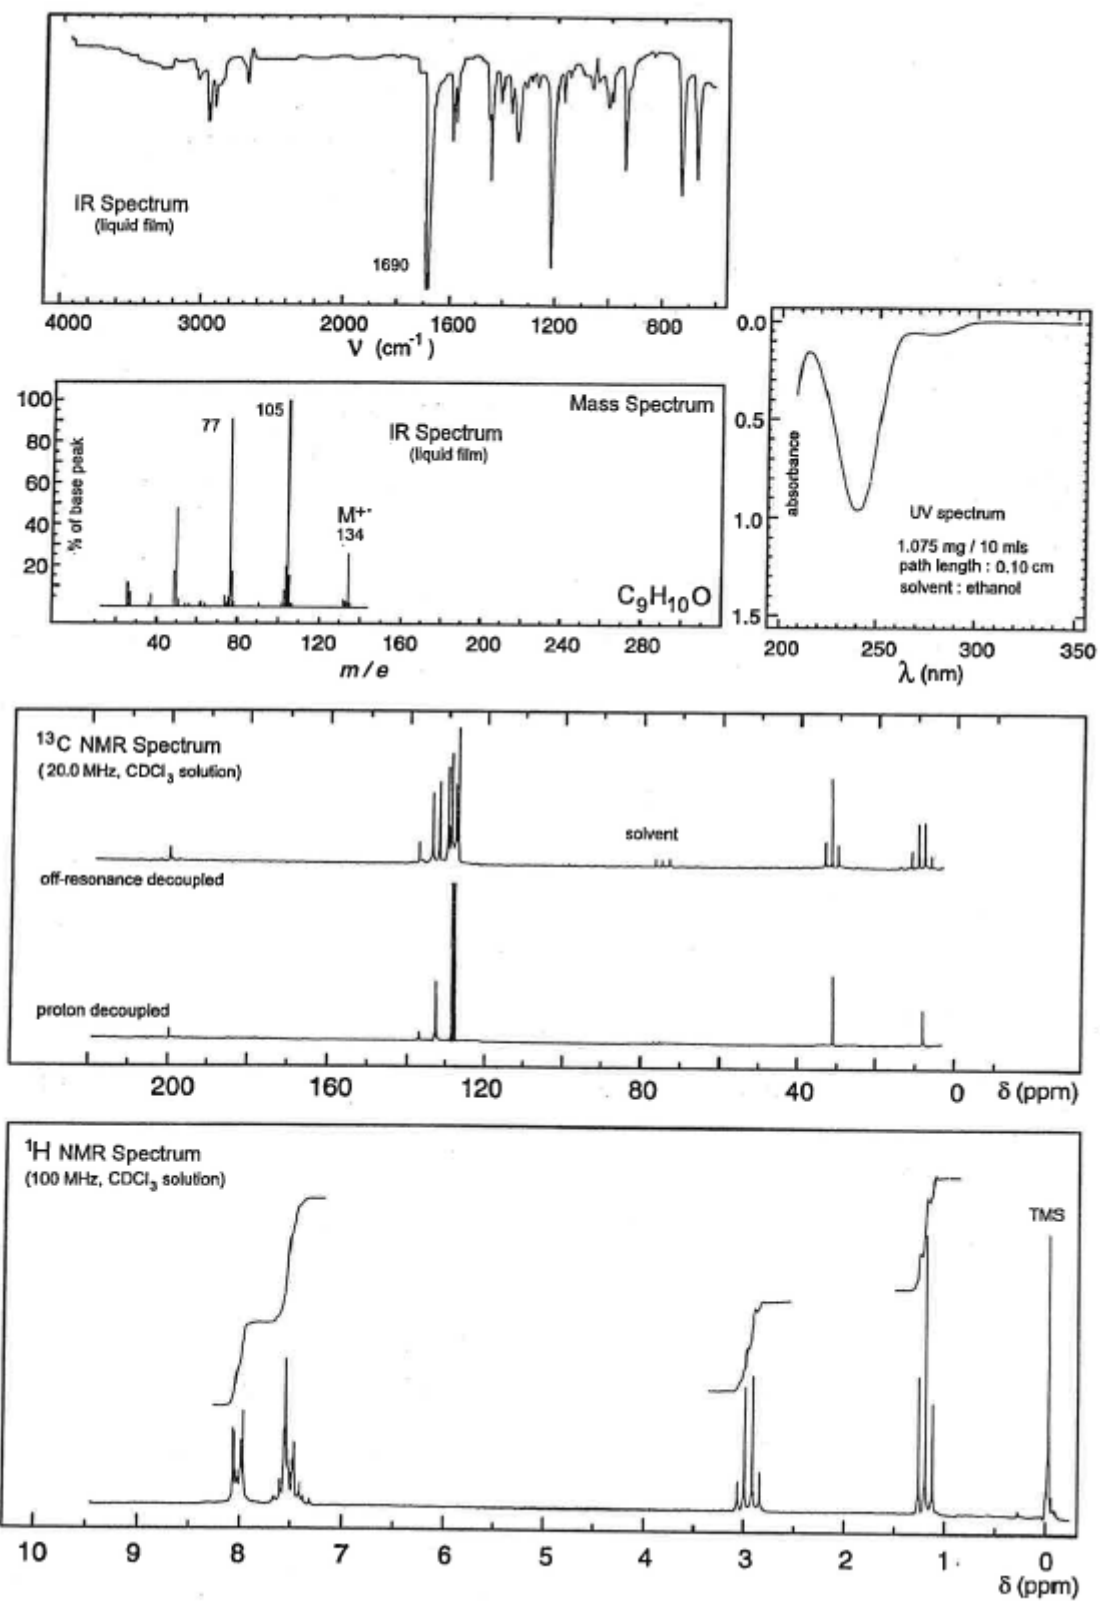 IR Spectrum
(liquid film)
1690
4000 3000 2000 1600 1200 800
V (cm⁻¹)
100
80
60
40
20
% of base peak
77
105
IR Spectrum
(liquid film)
Mass Spectrum
M⁺·
134
C₉H₁₀O
40 80 120 160 200 240 280
m / e
0.0
0.5
1.0
1.5
absorbance
UV spectrum
1.075 mg / 10 mls
path length : 0.10 cm
solvent : ethanol
200 250 300 350
λ (nm)
¹³C NMR Spectrum
( 20.0 MHz, CDCl₃ solution)
solvent
off-resonance decoupled
proton decoupled
200 160 120 80 40 0 δ (ppm)
¹H NMR Spectrum
(100 MHz, CDCl₃ solution)
TMS
10 9 8 7 6 5 4 3 2 1 0
δ (ppm)